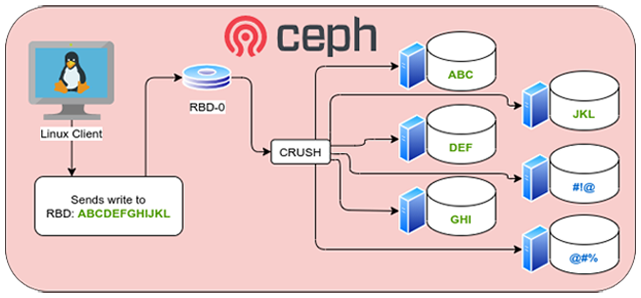 ceph
Linux Client
Sends write to
RBD: ABCDEFGHIJKL
RBD-0
CRUSH
ABC
JKL
DEF
#!@
GHI
@#%